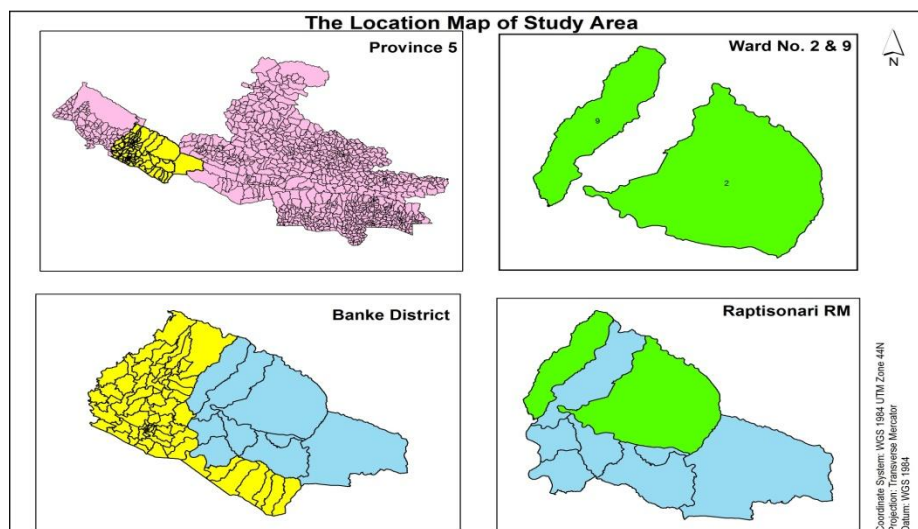 The Location Map of Study Area
Province 5
Ward No. 2 & 9
N
9
2
Banke District
Raptisonari RM
Coordinate System: WGS 1984 UTM Zone 44N
Projection: Transverse Mercator
Datum: WGS 1984